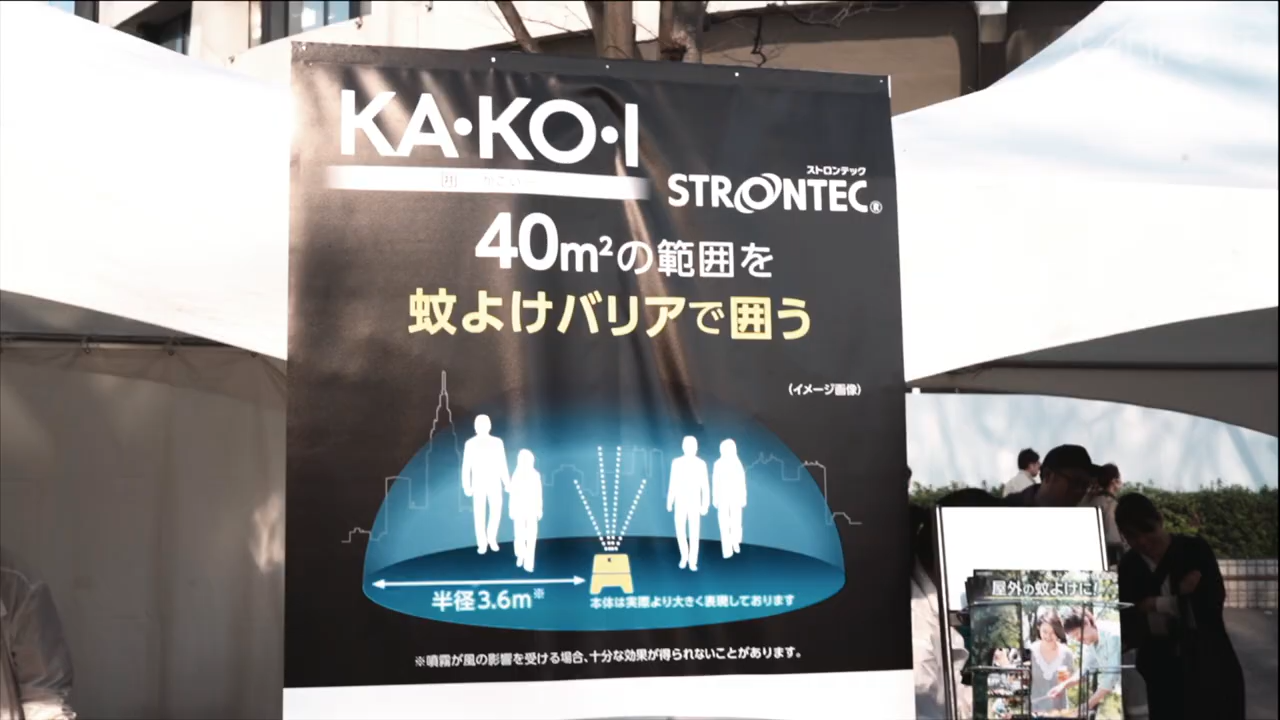 KA・KO・I
ストロンテック
STRONTEC®
40m²の範囲を
蚊よけバリアで囲う
(イメージ画像)
半径3.6m※
本体は実際より大きく表現しております
※噴霧が風の影響を受ける場合、十分な効果が得られないことがあります。
屋外の蚊よけに!